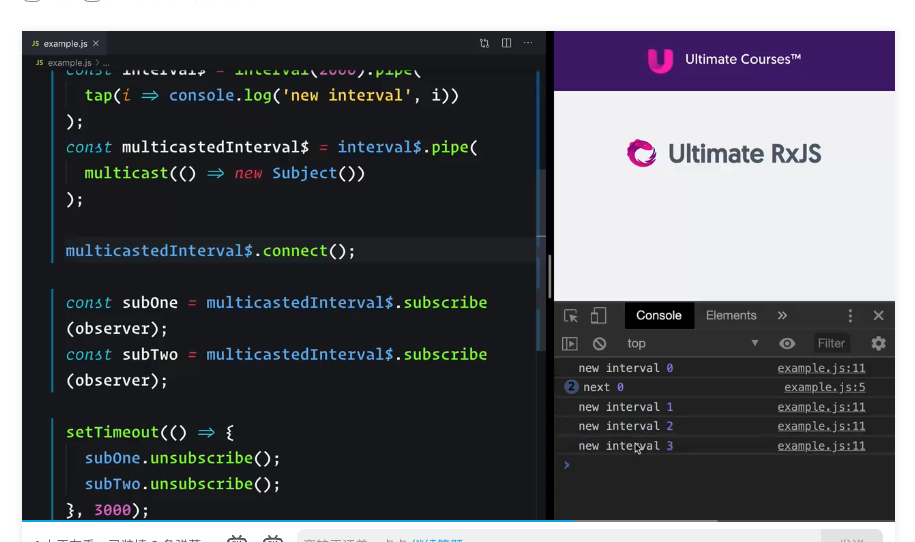 JS example.js ×
JS example.js > ...
const interval$ = interval(2000).pipe(
tap(i => console.log('new interval', i))
);
const multicastedInterval$ = interval$.pipe(
multicast(() => new Subject())
);
multicastedInterval$.connect();
const subOne = multicastedInterval$.subscribe
(observer);
const subTwo = multicastedInterval$.subscribe
(observer);
setTimeout(() => {
subOne.unsubscribe();
subTwo.unsubscribe();
}, 3000);
Ultimate Courses™
Ultimate RxJS
Console Elements
top Filter
new interval 0 example.js:11
2 next 0 example.js:5
new interval 1 example.js:11
new interval 2 example.js:11
new interval 3 example.js:11